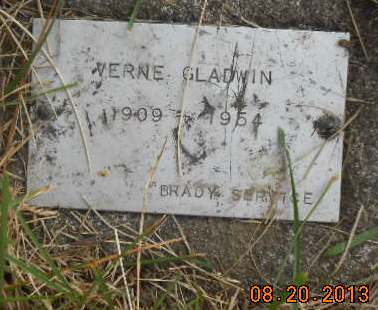 VERNE GLADWIN
1909 - 1954
BRADY SERVICE
08.20.2013